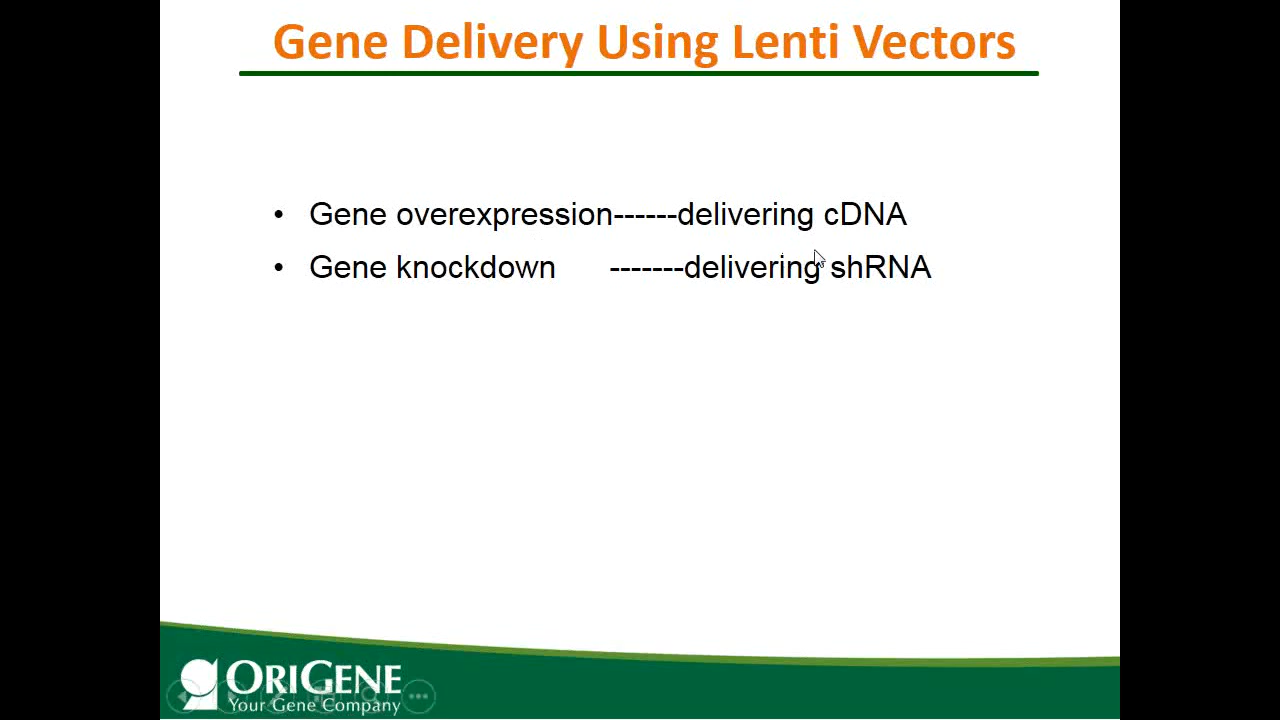 Gene Delivery Using Lenti Vectors
• Gene overexpression------delivering cDNA
• Gene knockdown -------delivering shRNA
ORIGENE
Your Gene Company